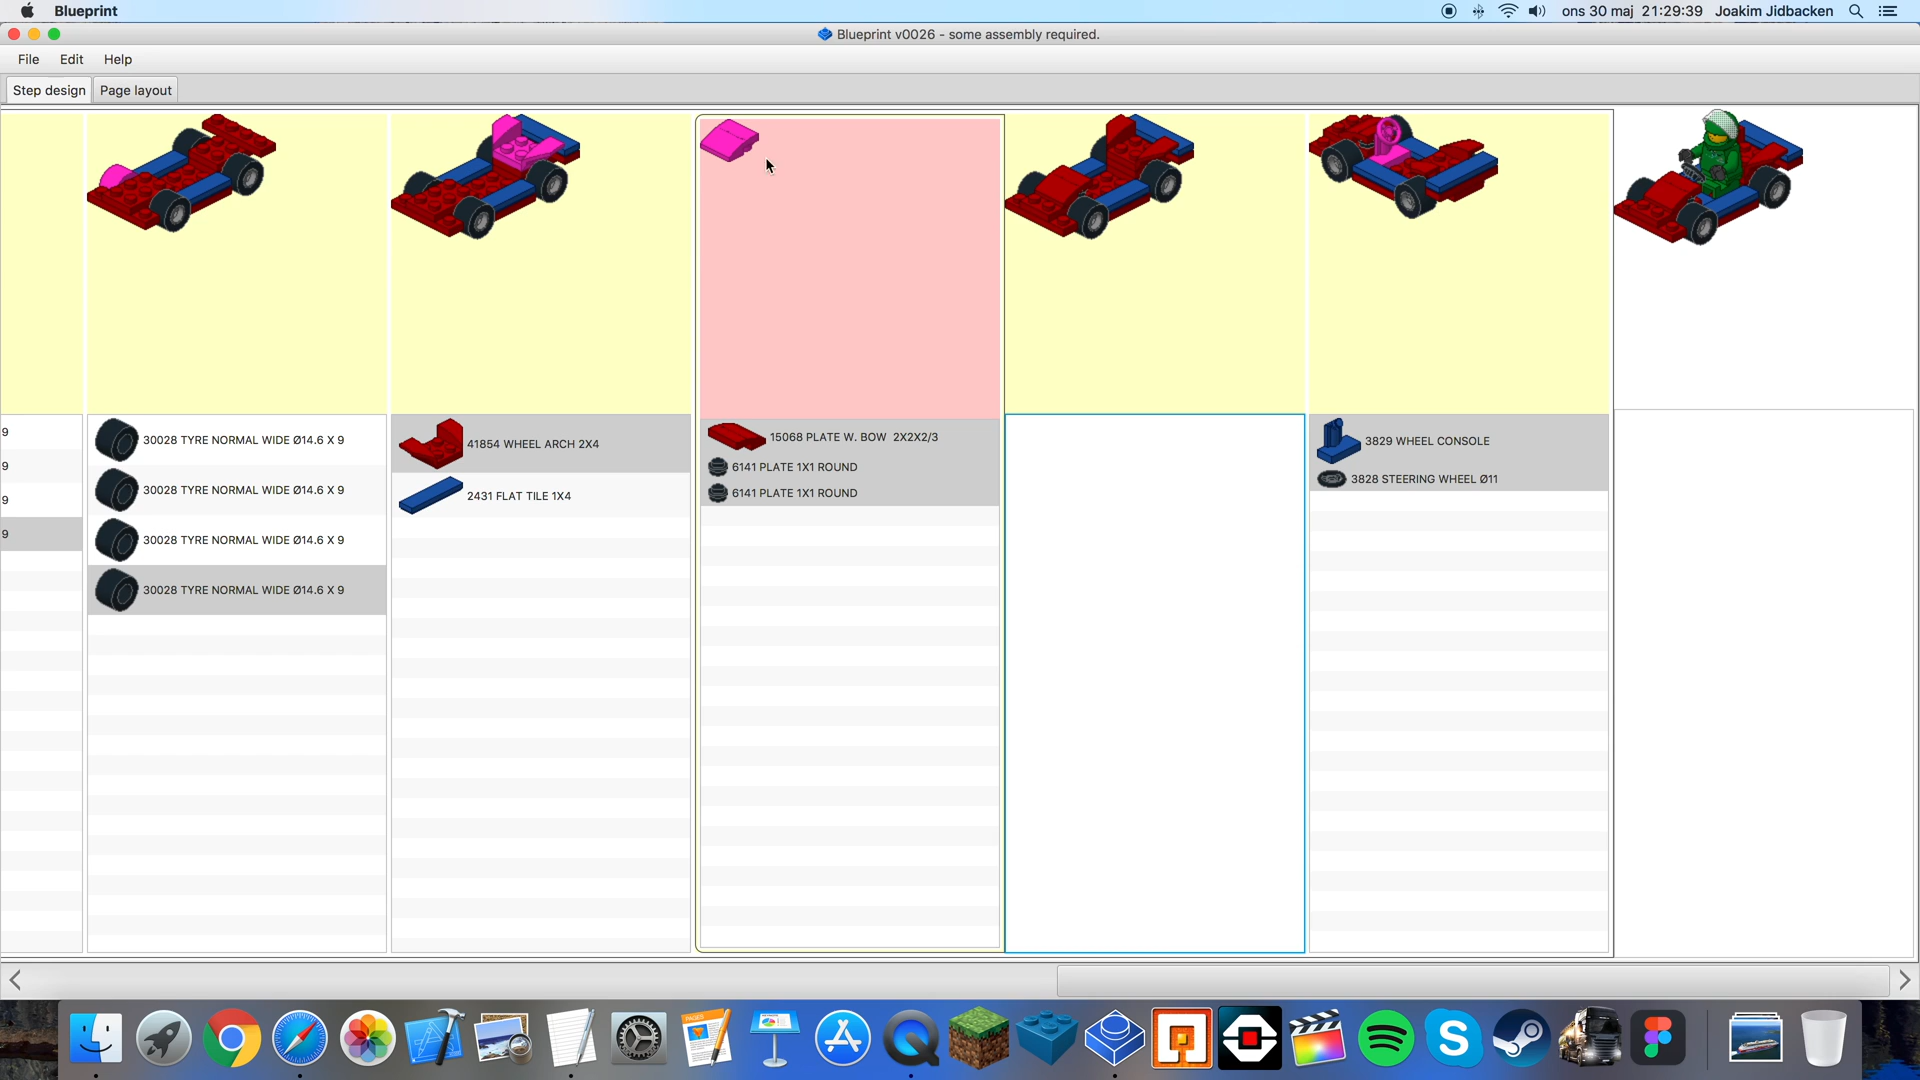 Blueprint
ons 30 maj 21:29:39 Joakim Jidbacken
Blueprint v0026 - some assembly required.
File Edit Help
Step design Page layout
9
9
9
9
30028 TYRE NORMAL WIDE Ø14.6 X 9
30028 TYRE NORMAL WIDE Ø14.6 X 9
30028 TYRE NORMAL WIDE Ø14.6 X 9
30028 TYRE NORMAL WIDE Ø14.6 X 9
41854 WHEEL ARCH 2X4
2431 FLAT TILE 1X4
15068 PLATE W. BOW 2X2X2/3
6141 PLATE 1X1 ROUND
6141 PLATE 1X1 ROUND
3829 WHEEL CONSOLE
3828 STEERING WHEEL Ø11
PAGES